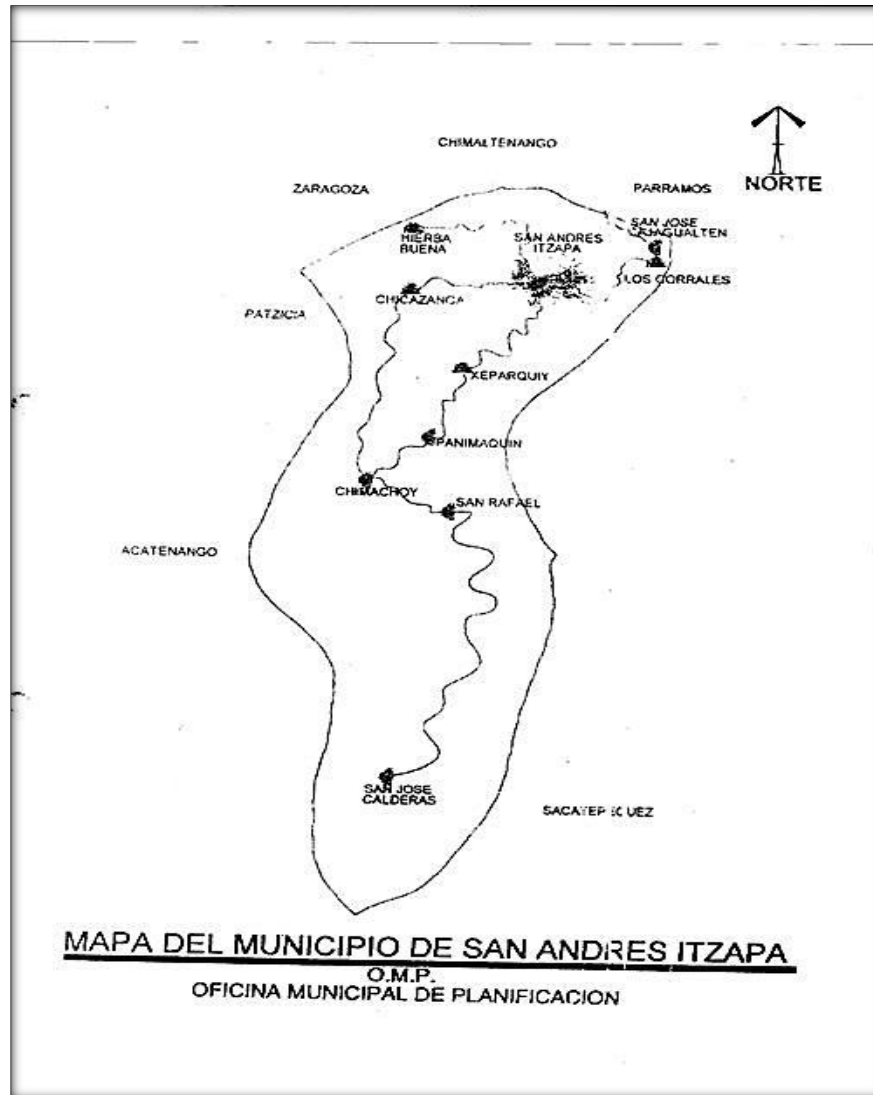 CHIMALTENANGO
ZARAGOZA
PARRAMOS
NORTE
SAN JOSE
HIERBA
BUENA
SAN ANDRES
ITZAPA
LOS CORRALES
CHICAZANGA
PATZICIA
XEPARQUIY
PANIMAQUIN
CHIMACHOY
SAN RAFAEL
ACATENANGO
SAN JOSE
CALDERAS
MAPA DEL MUNICIPIO DE SAN ANDRES ITZAPA
O.M.P.
OFICINA MUNICIPAL DE PLANIFICACION